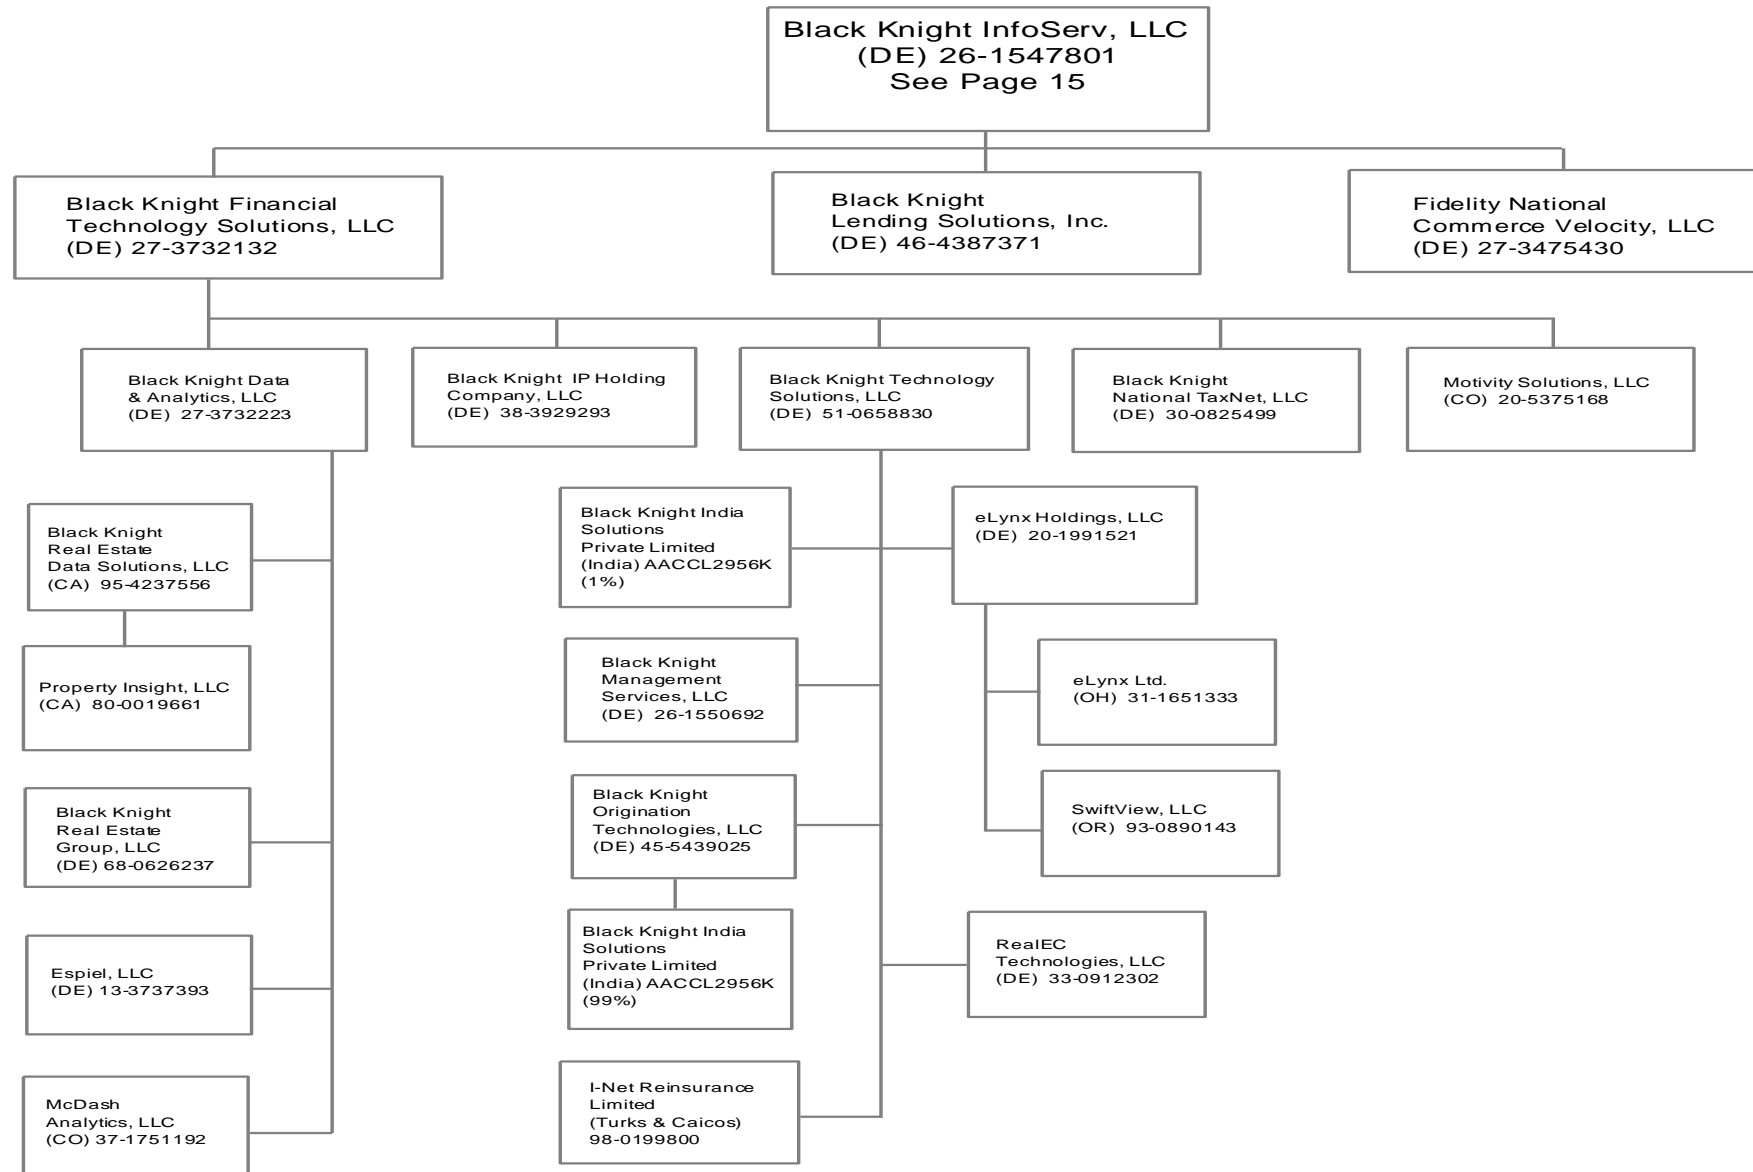 Black Knight InfoServ, LLC
(DE) 26-1547801
See Page 15
Black Knight Financial
Technology Solutions, LLC
(DE) 27-3732132
Black Knight
Lending Solutions, Inc.
(DE) 46-4387371
Fidelity National
Commerce Velocity, LLC
(DE) 27-3475430
Black Knight Data
& Analytics, LLC
(DE) 27-3732223
Black Knight IP Holding
Company, LLC
(DE) 38-3929293
Black Knight Technology
Solutions, LLC
(DE) 51-0658830
Black Knight
National TaxNet, LLC
(DE) 30-0825499
Motivity Solutions, LLC
(CO) 20-5375168
Black Knight
Real Estate
Data Solutions, LLC
(CA) 95-4237556
Property Insight, LLC
(CA) 80-0019661
Black Knight
Real Estate
Group, LLC
(DE) 68-0626237
Espiel, LLC
(DE) 13-3737393
McDash
Analytics, LLC
(CO) 37-1751192
Black Knight India
Solutions
Private Limited
(India) AACCL2956K
(1%)
Black Knight
Management
Services, LLC
(DE) 26-1550692
Black Knight
Origination
Technologies, LLC
(DE) 45-5439025
Black Knight India
Solutions
Private Limited
(India) AACCL2956K
(99%)
I-Net Reinsurance
Limited
(Turks & Caicos)
98-0199800
eLynx Holdings, LLC
(DE) 20-1991521
eLynx Ltd.
(OH) 31-1651333
SwiftView, LLC
(OR) 93-0890143
RealEC
Technologies, LLC
(DE) 33-0912302